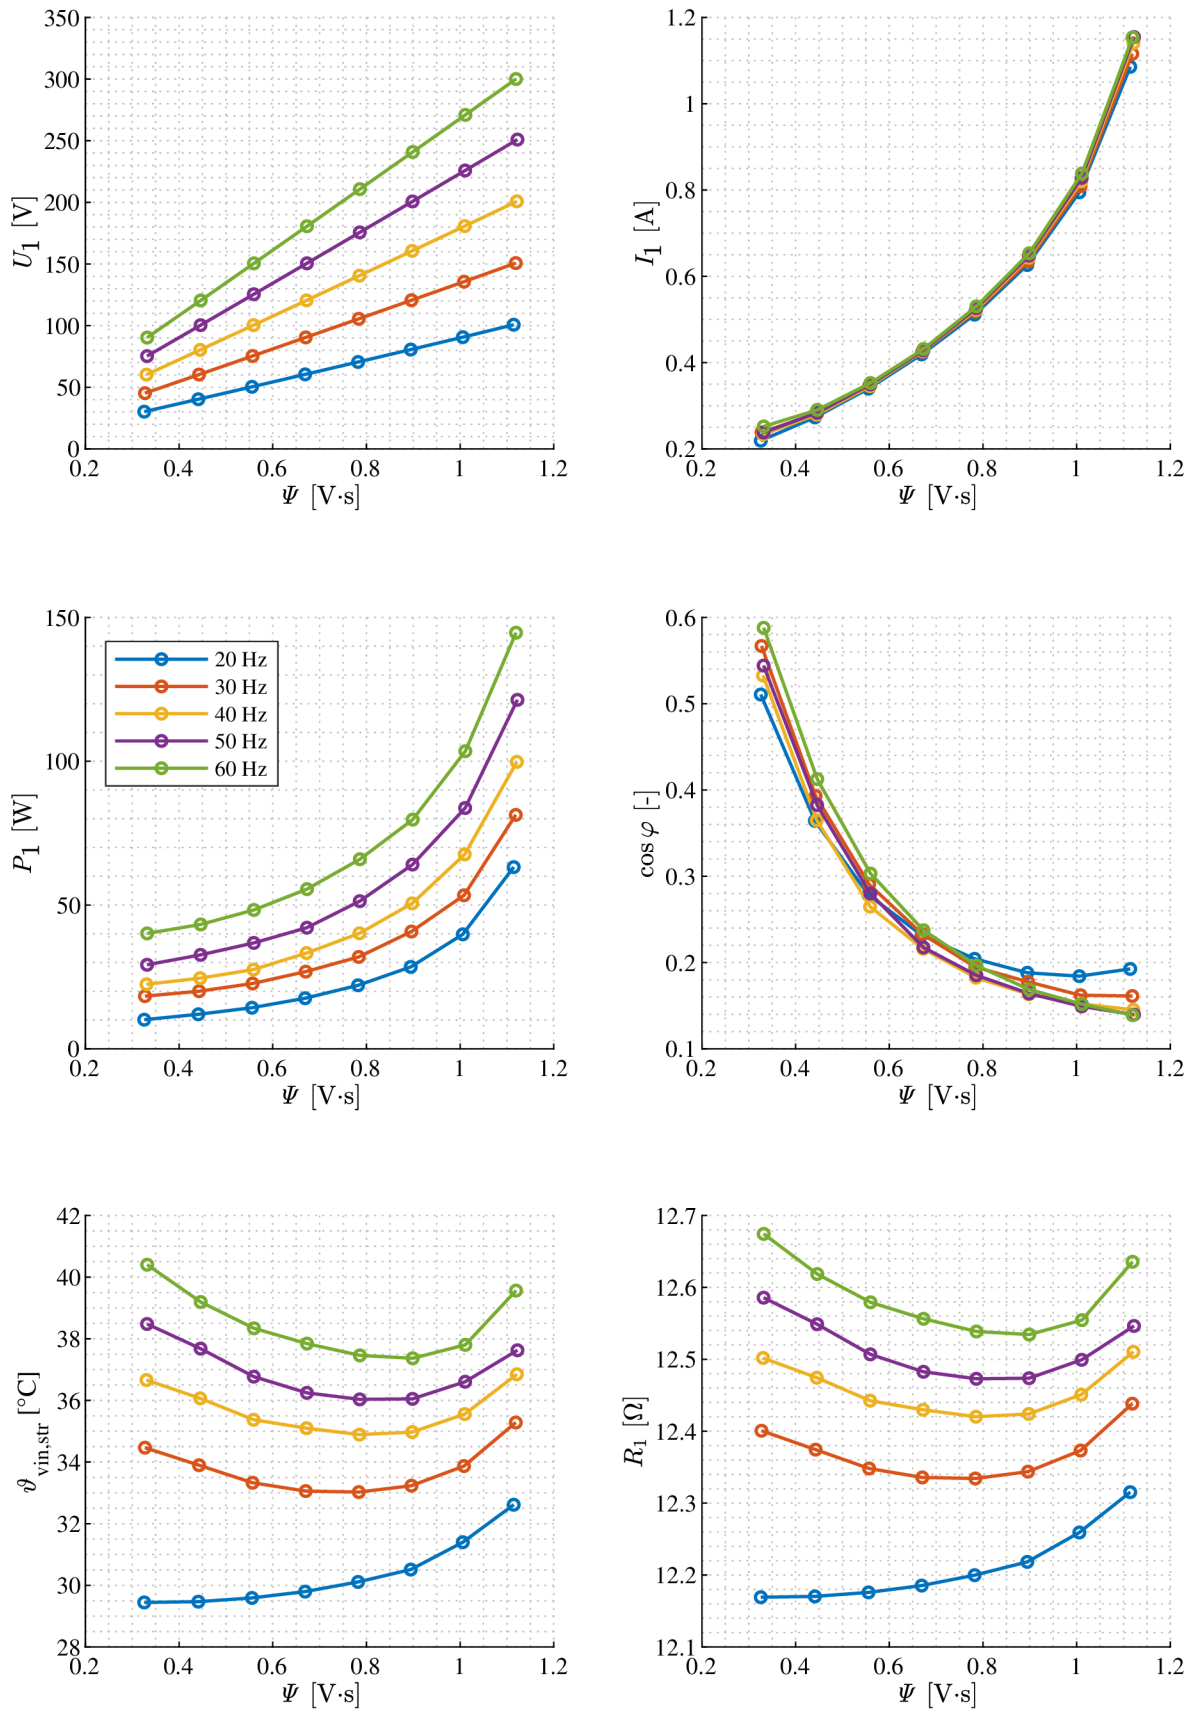 350
300
250
200
150
100
50
0
U1 [V]
0.2 0.4 0.6 0.8 1 1.2
Ψ [V·s]
1.2
1
0.8
0.6
0.4
0.2
I1 [A]
0.2 0.4 0.6 0.8 1 1.2
Ψ [V·s]
150
100
50
0
P1 [W]
20 Hz
30 Hz
40 Hz
50 Hz
60 Hz
0.2 0.4 0.6 0.8 1 1.2
Ψ [V·s]
0.6
0.5
0.4
0.3
0.2
0.1
cos φ [-]
0.2 0.4 0.6 0.8 1 1.2
Ψ [V·s]
42
40
38
36
34
32
30
28
ϑvin,str [°C]
0.2 0.4 0.6 0.8 1 1.2
Ψ [V·s]
12.7
12.6
12.5
12.4
12.3
12.2
12.1
R1 [Ω]
0.2 0.4 0.6 0.8 1 1.2
Ψ [V·s]